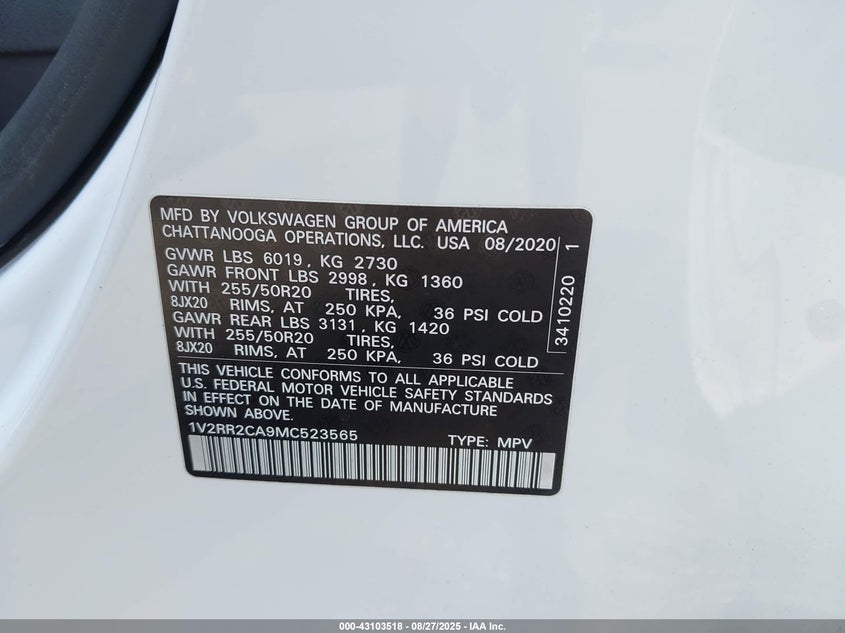 MFD BY VOLKSWAGEN GROUP OF AMERICA
CHATTANOOGA OPERATIONS, LLC. USA 08/2020
GVWR LBS 6019, KG 2730
GAWR FRONT LBS 2998, KG 1360
WITH 255/50R20 TIRES,
8JX20 RIMS, AT 250 KPA, 36 PSI COLD
GAWR REAR LBS 3131, KG 1420
WITH 255/50R20 TIRES,
8JX20 RIMS, AT 250 KPA, 36 PSI COLD
THIS VEHICLE CONFORMS TO ALL APPLICABLE
U.S. FEDERAL MOTOR VEHICLE SAFETY STANDARDS
IN EFFECT ON THE DATE OF MANUFACTURE
SHOWN ABOVE.
1V2RR2CA9MC523565 TYPE: MPV
3410220 1
000-43103518 - 08/27/2025 - IAA Inc.